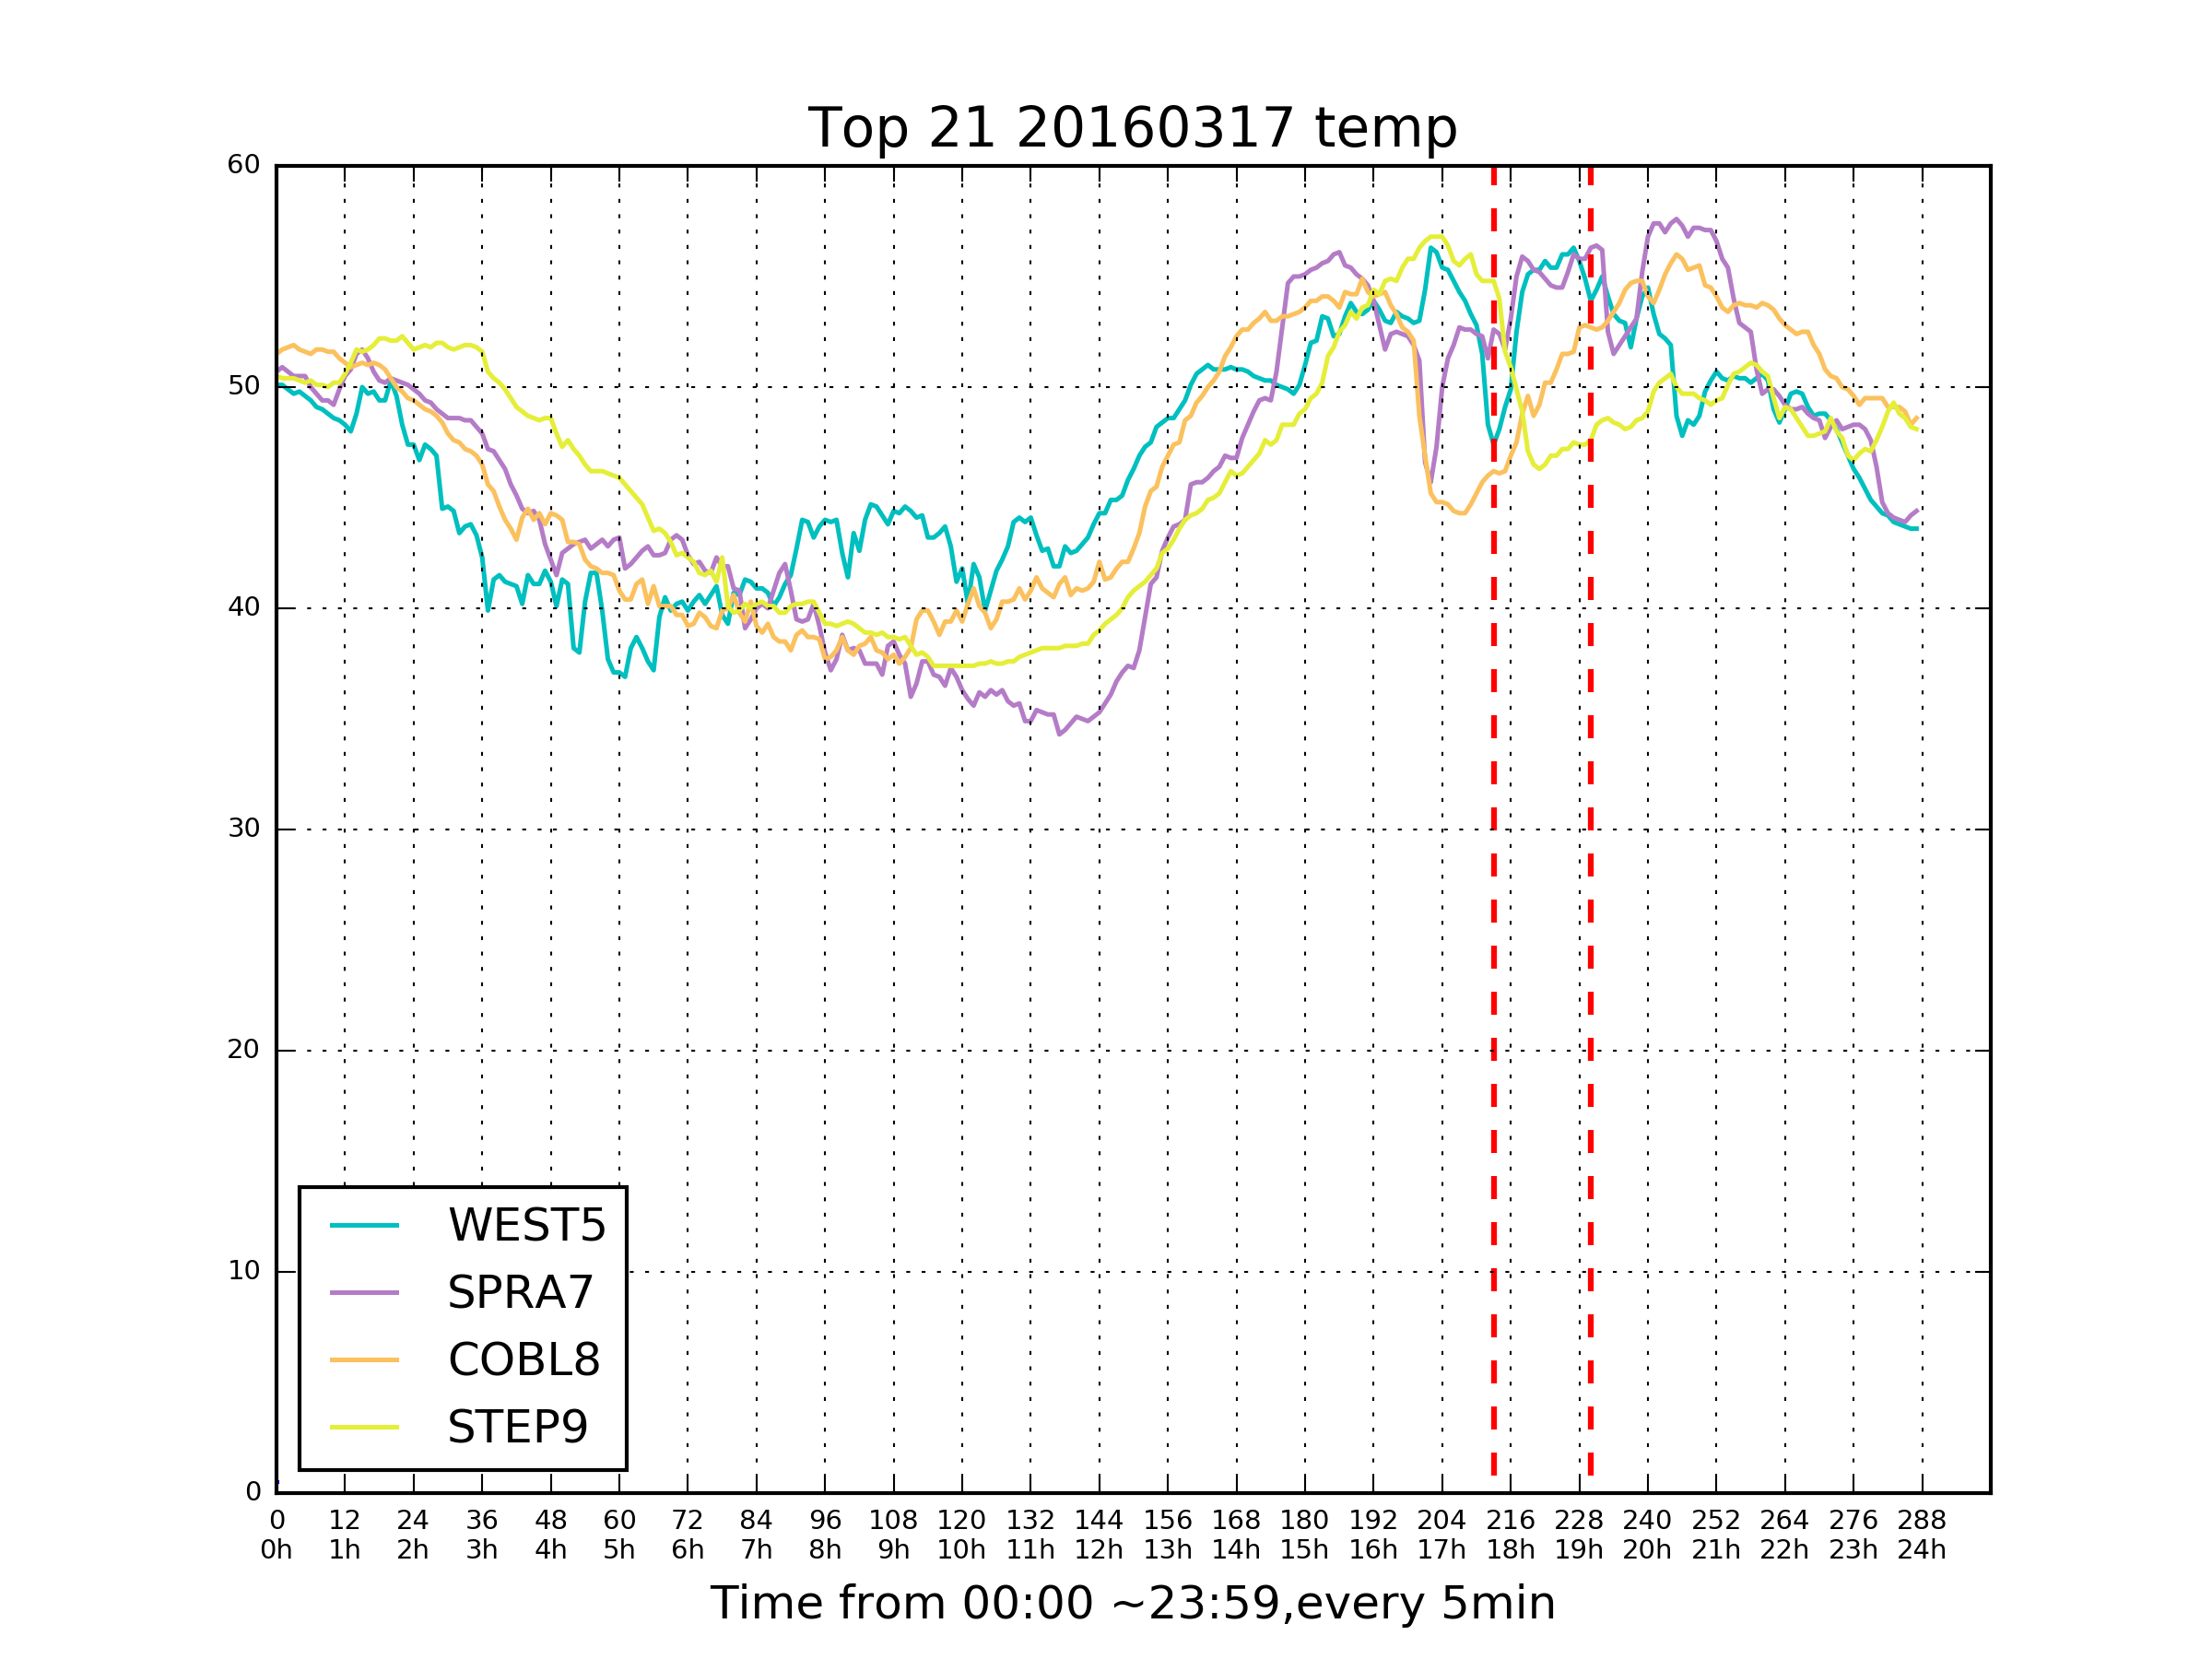 Top 21 20160317 temp
60
50
40
30
20
10
0
WEST5
SPRA7
COBL8
STEP9
0 12 24 36 48 60 72 84 96 108 120 132 144 156 168 180 192 204 216 228 240 252 264 276 288
0h 1h 2h 3h 4h 5h 6h 7h 8h 9h 10h 11h 12h 13h 14h 15h 16h 17h 18h 19h 20h 21h 22h 23h 24h
Time from 00:00 ~23:59,every 5min